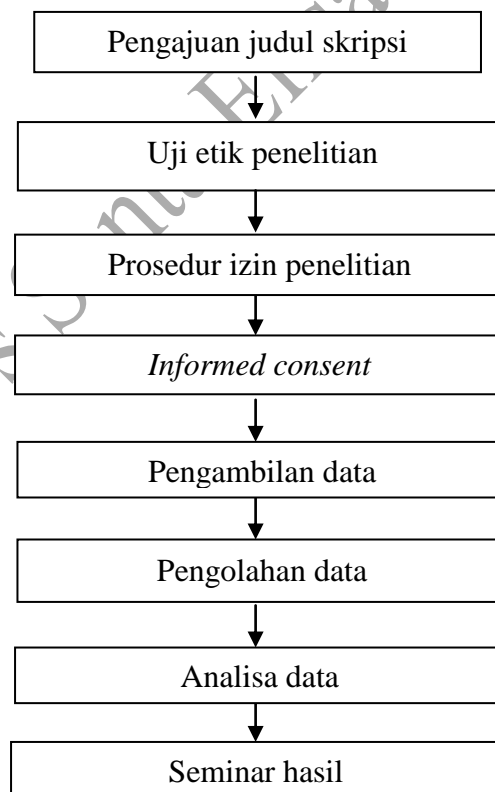 Pengajuan judul skripsi
Uji etik penelitian
Prosedur izin penelitian
Informed consent
Pengambilan data
Pengolahan data
Analisa data
Seminar hasil